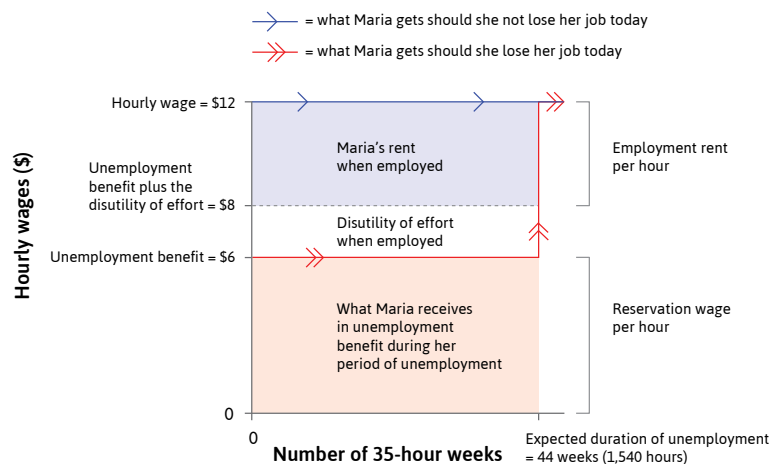 = what Maria gets should she not lose her job today
= what Maria gets should she lose her job today
Hourly wages ($)
Hourly wage = $12
Unemployment
benefit plus the
disutility of effort = $8
Unemployment benefit = $6
0
Maria's rent
when employed
Disutility of effort
when employed
What Maria receives
in unemployment
benefit during her
period of unemployment
Employment rent
per hour
Reservation wage
per hour
0
Number of 35-hour weeks
Expected duration of unemployment
= 44 weeks (1,540 hours)